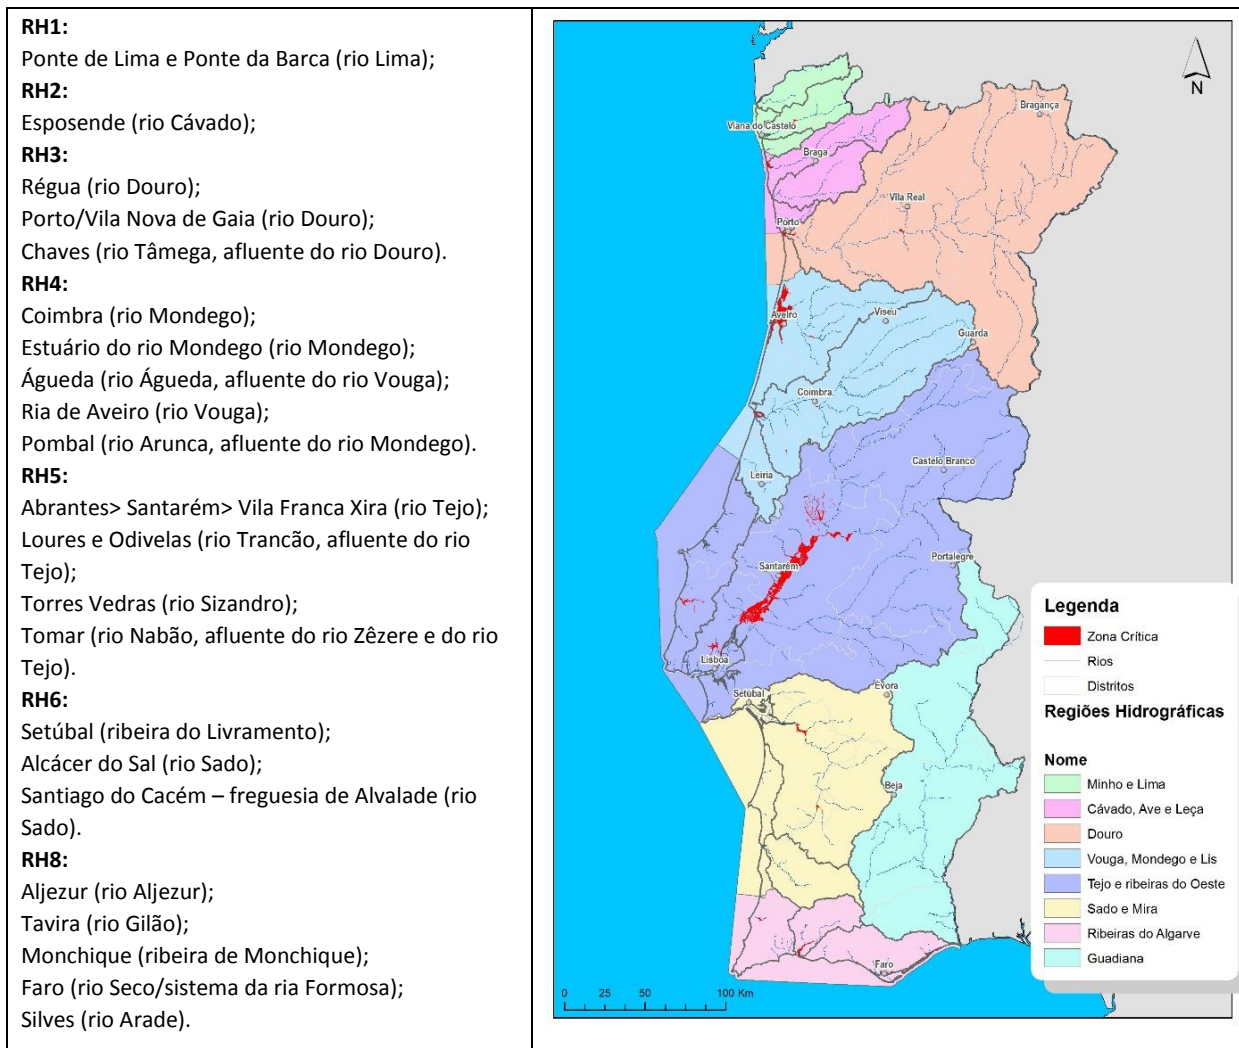 RH1:
Ponte de Lima e Ponte da Barca (rio Lima);
RH2:
Esposende (rio Cávado);
RH3:
Régua (rio Douro);
Porto/Vila Nova de Gaia (rio Douro);
Chaves (rio Tâmega, afluente do rio Douro).
RH4:
Coimbra (rio Mondego);
Estuário do rio Mondego (rio Mondego);
Águeda (rio Águeda, afluente do rio Vouga);
Ria de Aveiro (rio Vouga);
Pombal (rio Arunca, afluente do rio Mondego).
RH5:
Abrantes> Santarém> Vila Franca Xira (rio Tejo);
Loures e Odivelas (rio Trancão, afluente do rio
Tejo);
Torres Vedras (rio Sizandro);
Tomar (rio Nabão, afluente do rio Zêzere e do rio
Tejo).
RH6:
Setúbal (ribeira do Livramento);
Alcácer do Sal (rio Sado);
Santiago do Cacém – freguesia de Alvalade (rio
Sado).
RH8:
Aljezur (rio Aljezur);
Tavira (rio Gilão);
Monchique (ribeira de Monchique);
Faro (rio Seco/sistema da ria Formosa);
Silves (rio Arade).
N
Bragança
Viana do Castelo
Braga
Vila Real
Porto
Aveiro
Viseu
Guarda
Coimbra
Castelo Branco
Leiria
Portalegre
Santarém
Lisboa
Setubal
Évora
Beja
Faro
0 25 50 100 Km
Legenda
Zona Crítica
Rios
Distritos
Regiões Hidrográficas
Nome
Minho e Lima
Cávado, Ave e Leça
Douro
Vouga, Mondego e Lis
Tejo e ribeiras do Oeste
Sado e Mira
Ribeiras do Algarve
Guadiana